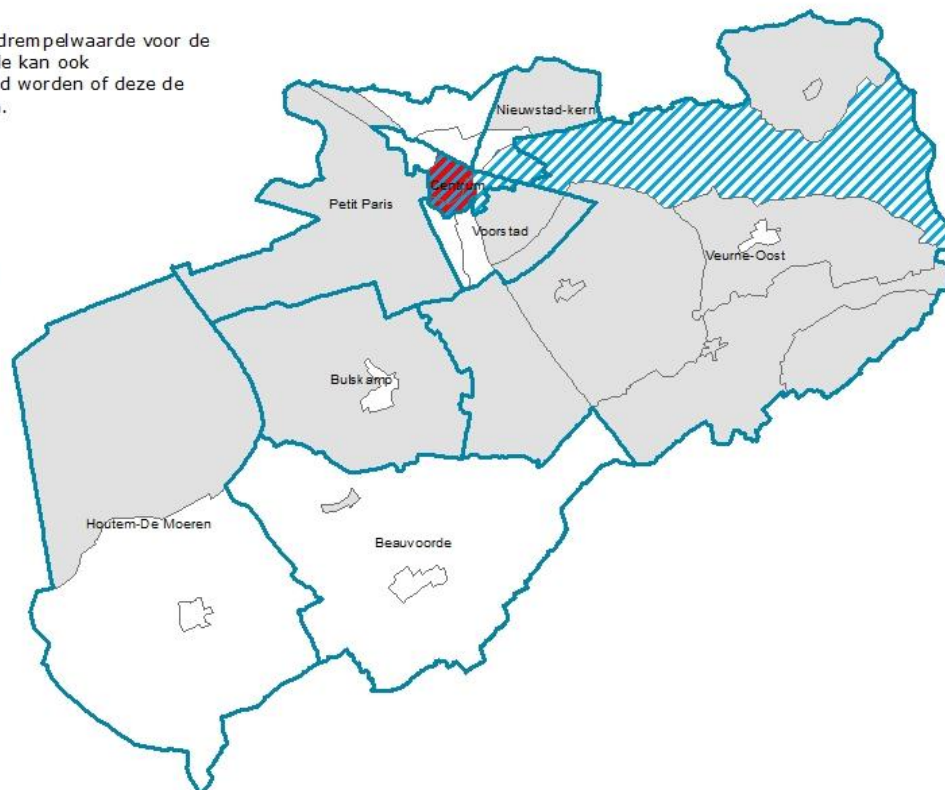 drempelwaarde voor de
kan ook
worden of deze de
Nieuwstad-kern
Centrum
Petit Paris
Voorstad
Veurne-Oost
Bulskamp
Houtem-De Moeren
Beauvoorde